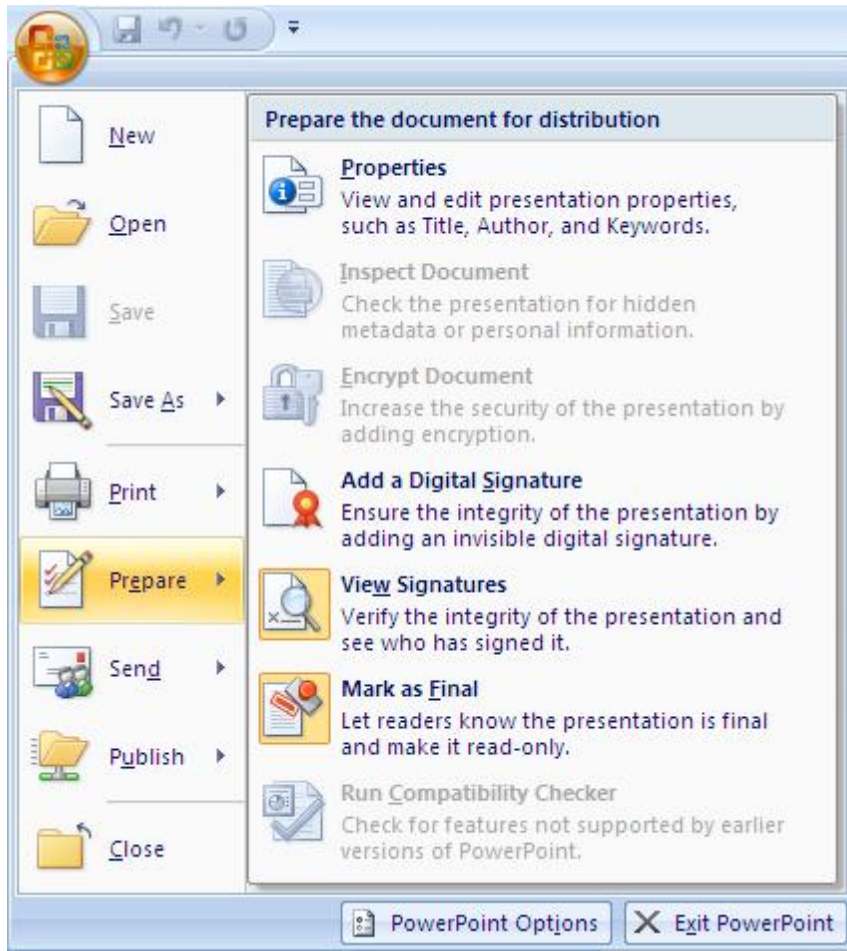 New
Open
Save
Save As
Print
Prepare
Send
Publish
Close
Prepare the document for distribution
Properties
View and edit presentation properties,
such as Title, Author, and Keywords.
Inspect Document
Check the presentation for hidden
metadata or personal information.
Encrypt Document
Increase the security of the presentation by
adding encryption.
Add a Digital Signature
Ensure the integrity of the presentation by
adding an invisible digital signature.
View Signatures
Verify the integrity of the presentation and
see who has signed it.
Mark as Final
Let readers know the presentation is final
and make it read-only.
Run Compatibility Checker
Check for features not supported by earlier
versions of PowerPoint.
PowerPoint Options
Exit PowerPoint